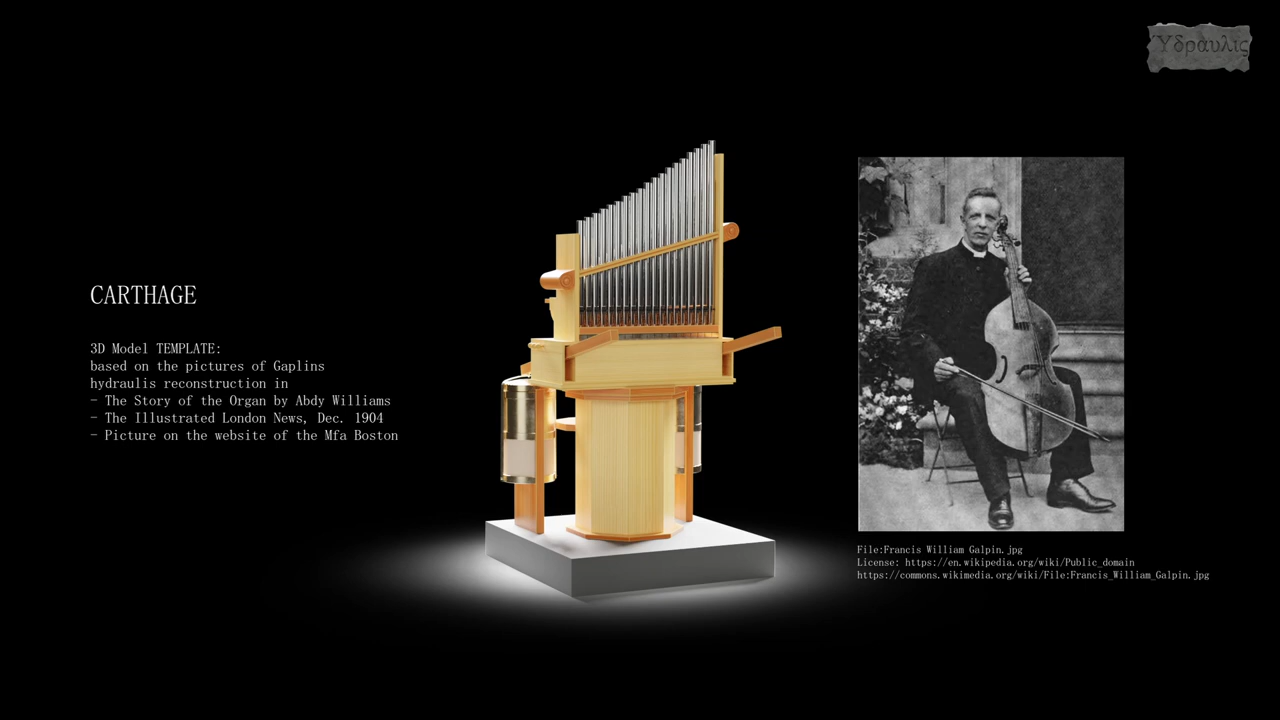 Ὕδραυλις
CARTHAGE
3D Model TEMPLATE:
based on the pictures of Gaplins
hydraulis reconstruction in
- The Story of the Organ by Abdy Williams
- The Illustrated London News, Dec. 1904
- Picture on the website of the Mfa Boston
File:Francis William Galpin.jpg
License: https://en.wikipedia.org/wiki/Public_domain
https://commons.wikimedia.org/wiki/File:Francis_William_Galpin.jpg